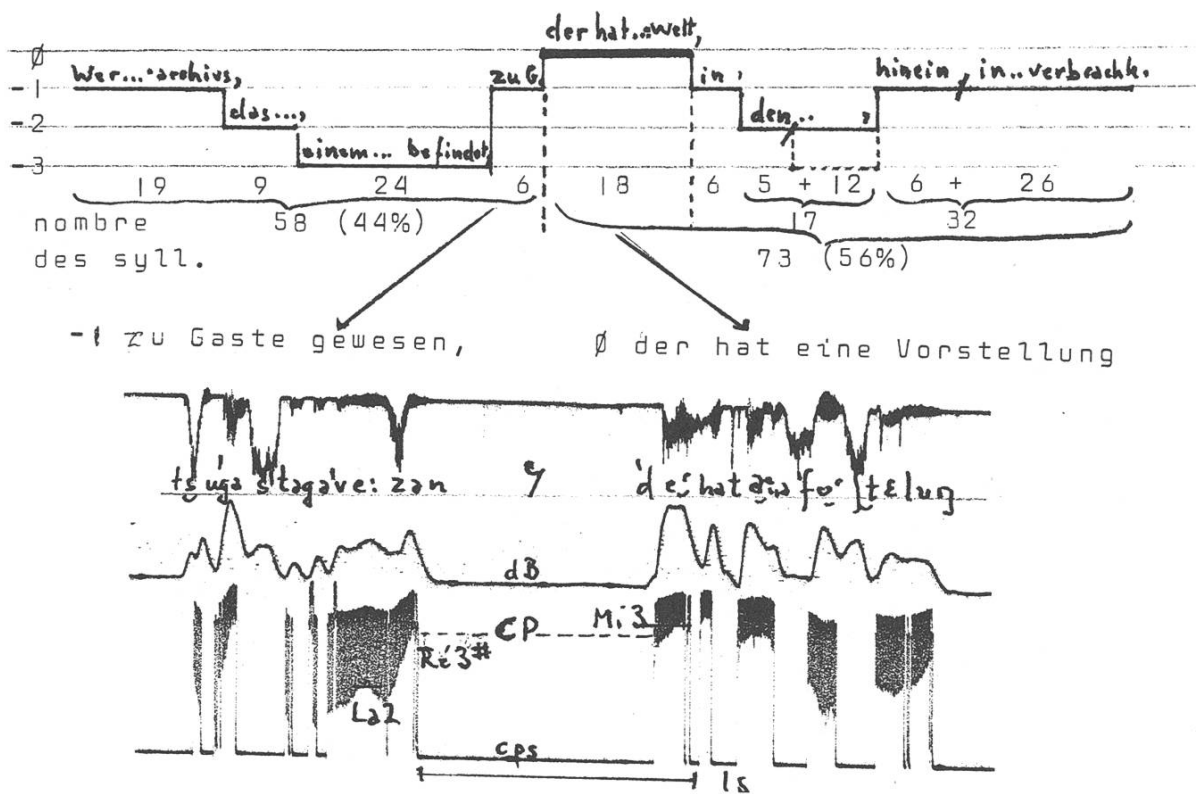 der hat...Welt,
Ø
Wer....archivs, zu G. in, hinein, in..verbracht.
-1
das..., den... ,
-2
einem... befindet,
-3
19 9 24 6 18 6 5 + 12 6 + 26
nombre 58 (44%) 17 32
des syll. 73 (56%)
-1 zu Gaste gewesen, Ø der hat eine Vorstellung
dB
CP Mi3
Ré3#
La2
cps
1s